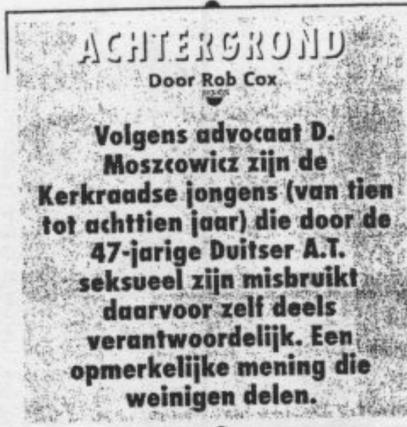 ACHTERGROND
Door Rob Cox
Volgens advocaat D.
Moszcowicz zijn de
Kerkraadse jongens (van tien
tot achttien jaar) die door de
47-jarige Duitser A.T.
seksueel zijn misbruikt
daarvoor zelf deels
verantwoordelijk. Een
opmerkelijke mening die
weinigen delen.